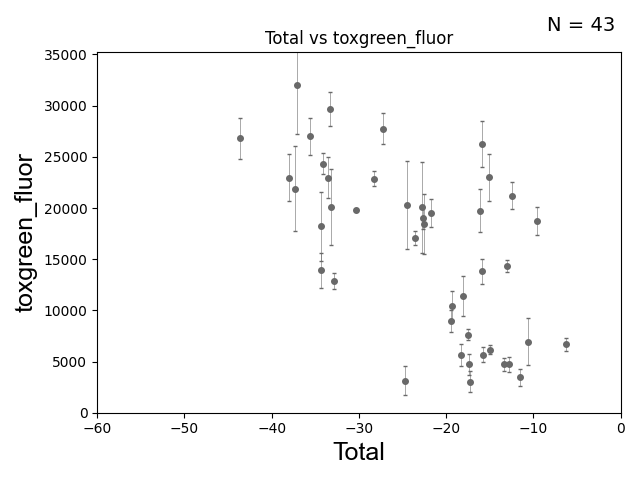 N = 43
Total vs toxgreen_fluor
35000
30000
25000
20000
15000
10000
5000
0
toxgreen_fluor
−60 −50 −40 −30 −20 −10 0
Total